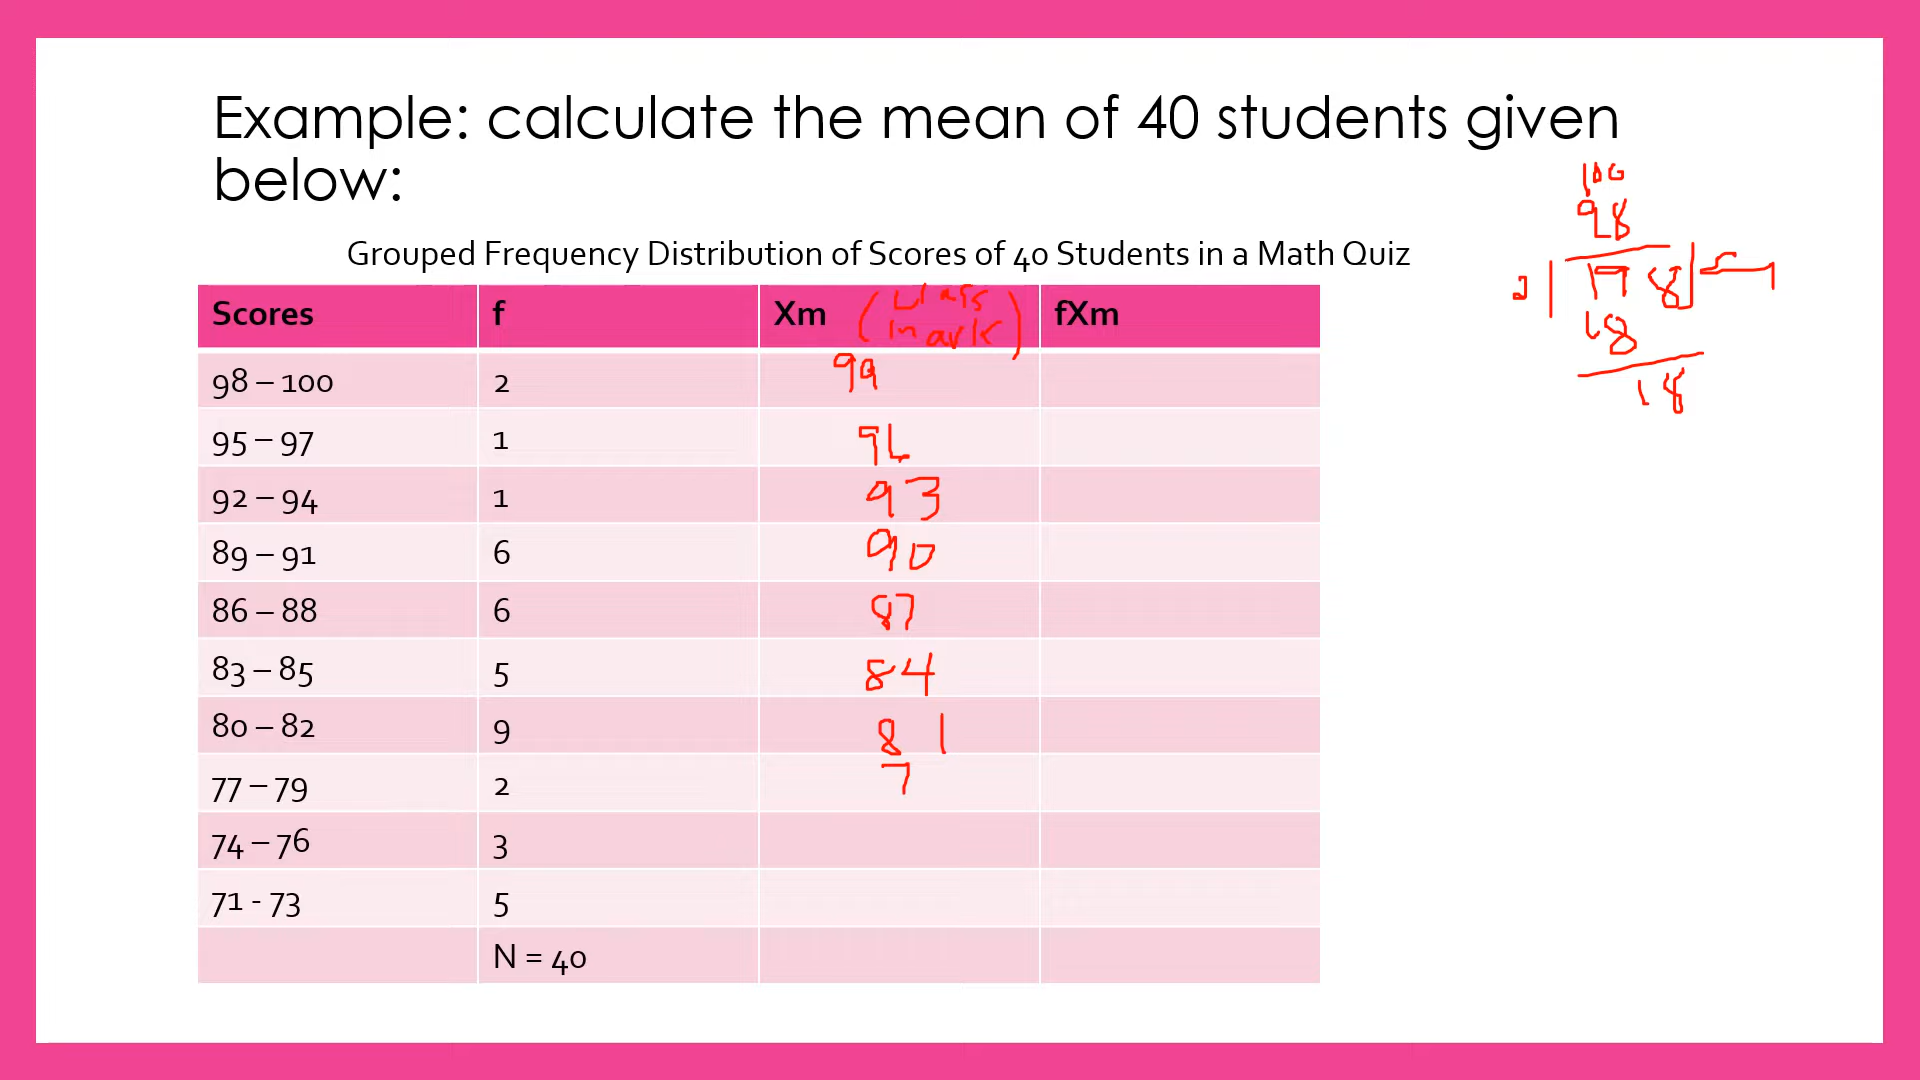 Example: calculate the mean of 40 students given
below:
Grouped Frequency Distribution of Scores of 40 Students in a Math Quiz
Scores f Xm fXm
98 – 100 2 99
95 – 97 1 96
92 – 94 1 93
89 – 91 6 90
86 – 88 6 87
83 – 85 5 84
80 – 82 9 81
77 – 79 2 7
74 – 76 3
71 - 73 5
N = 40
100
98
2 198
18
18